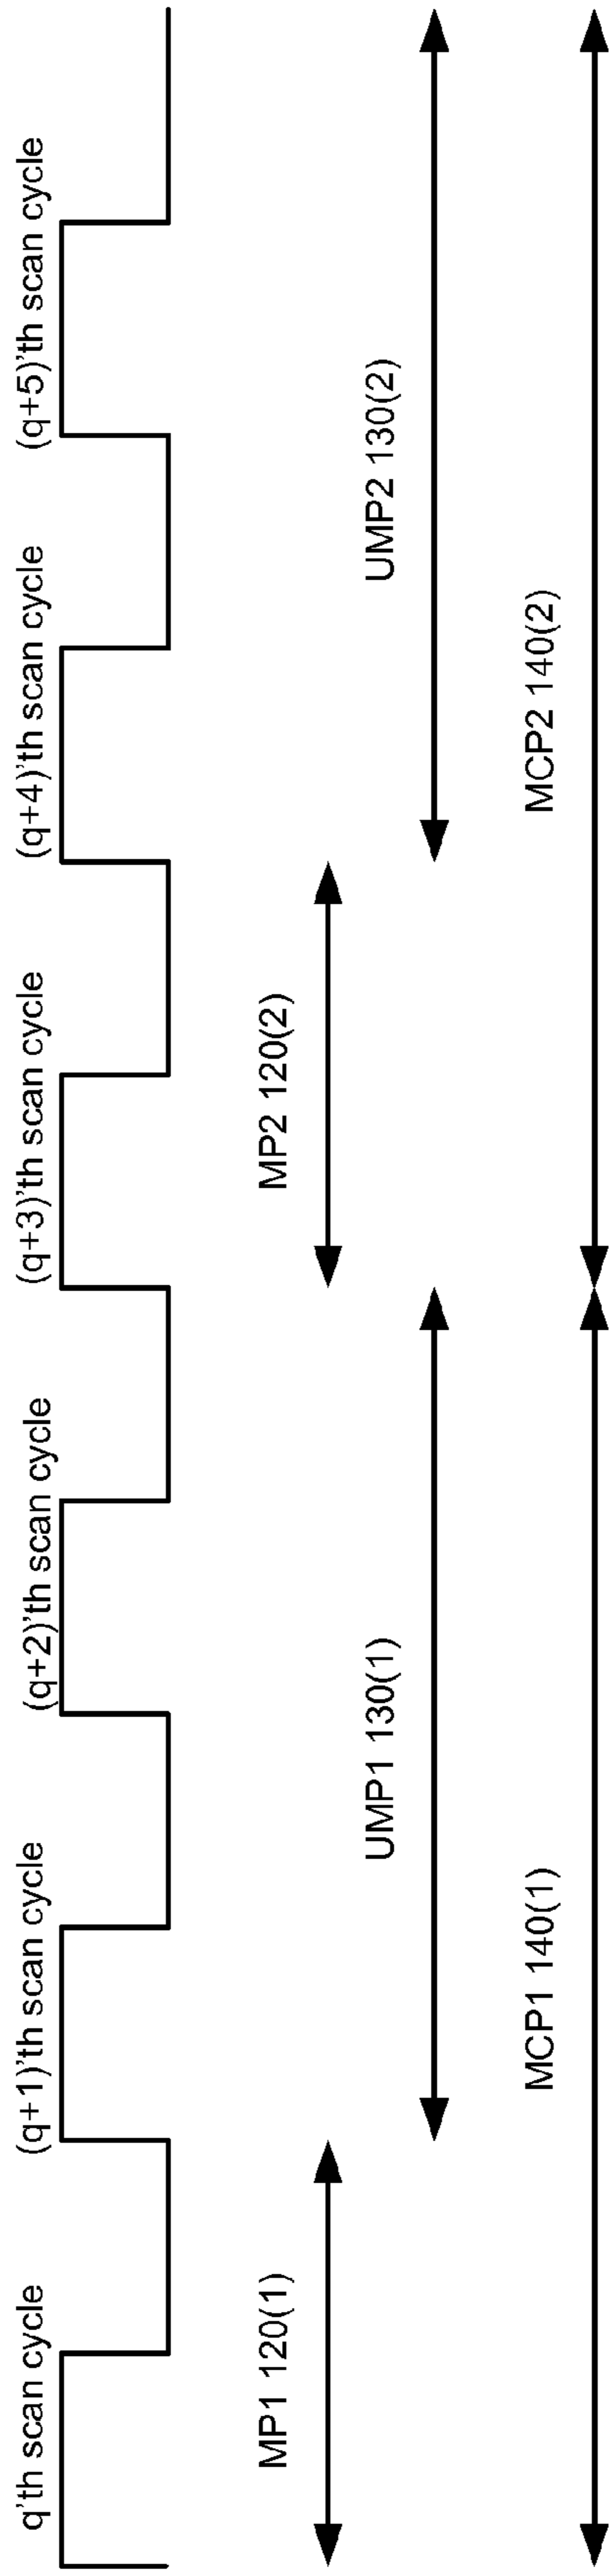 q'th scan cycle
(q+1)'th scan cycle
(q+2)'th scan cycle
(q+3)'th scan cycle
(q+4)'th scan cycle
(q+5)'th scan cycle
MP1 120(1)
MP2 120(2)
UMP1 130(1)
UMP2 130(2)
MCP1 140(1)
MCP2 140(2)